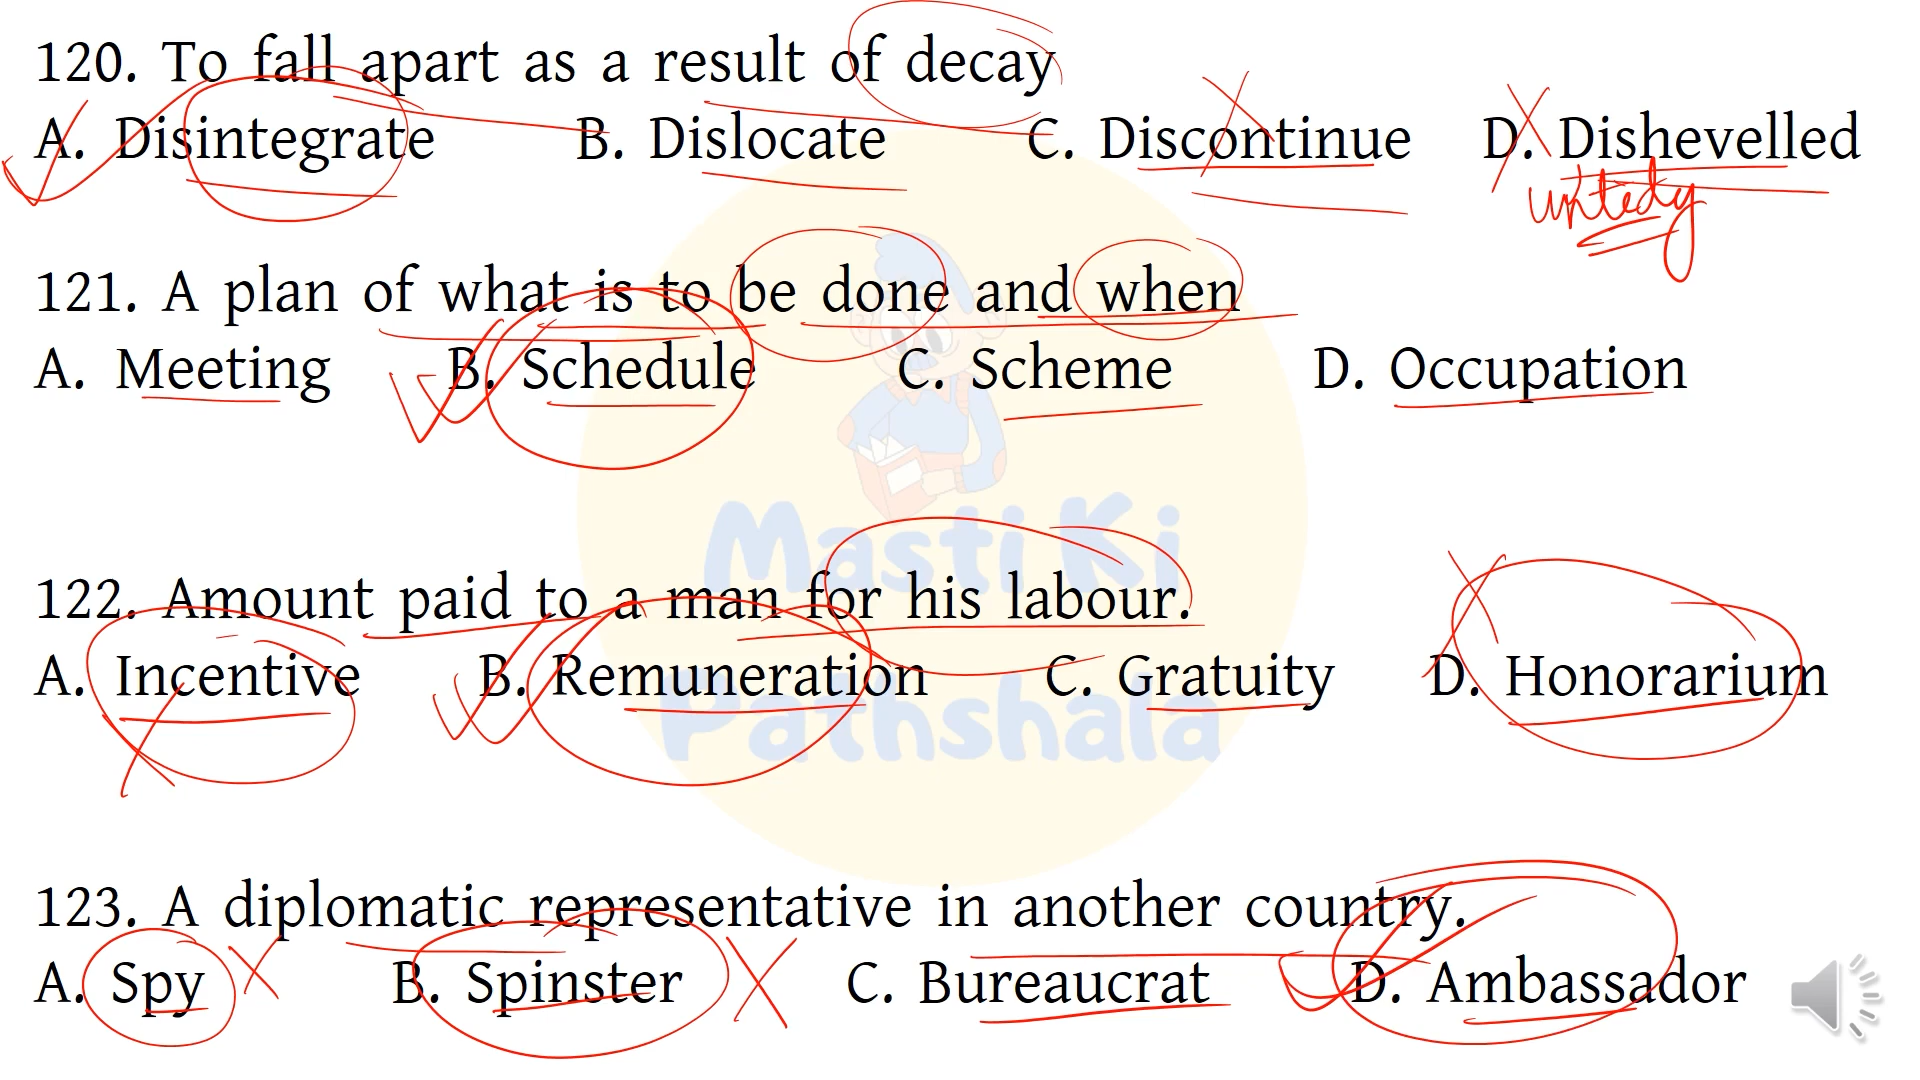 120. To fall apart as a result of decay
A. Disintegrate B. Dislocate C. Discontinue D. Dishevelled
untedy
121. A plan of what is to be done and when
A. Meeting B. Schedule C. Scheme D. Occupation
Masti Ki
122. Amount paid to a man for his labour.
A. Incentive B. Remuneration C. Gratuity D. Honorarium
Pathshala
123. A diplomatic representative in another country.
A. Spy B. Spinster C. Bureaucrat D. Ambassador